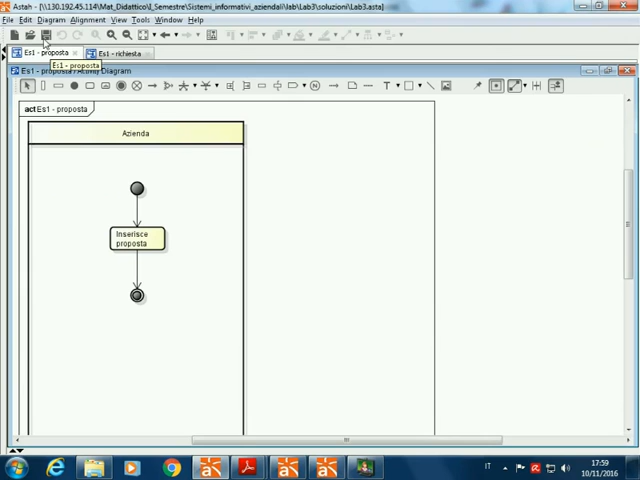 Astah - [\\130.192.45.114\Mat_Didattico\I_Semestre\Sistemi_informativi_aziendali\lab\Lab3\soluzioni\Lab3.asta]
File Edit Diagram Alignment View Tools Window Help
Es1 - proposta
Es1 - richiesta
Es1 - proposta
Es1 - proposta / Activity Diagram
act Es1 - proposta
Azienda
Inserisce
proposta
IT
17:59
10/11/2016